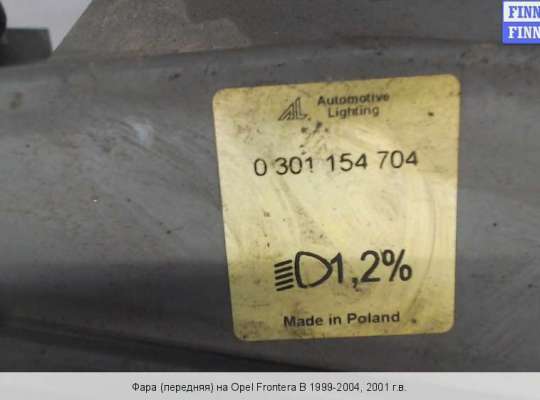 FINN
FINN
Automotive
Lighting
0 301 154 704
1,2%
Made in Poland
Фара (передняя) на Opel Frontera B 1999-2004, 2001 г.в.